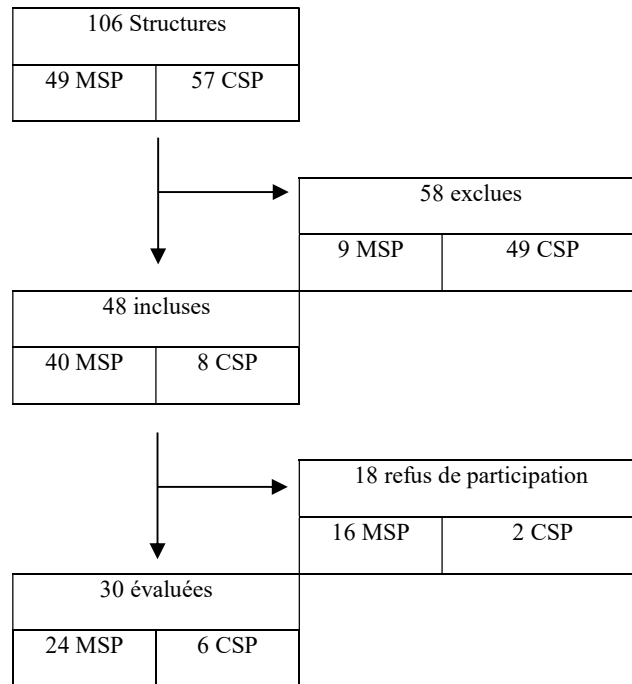 106 Structures
49 MSP 57 CSP
58 exclues
9 MSP 49 CSP
48 incluses
40 MSP 8 CSP
18 refus de participation
16 MSP 2 CSP
30 évaluées
24 MSP 6 CSP